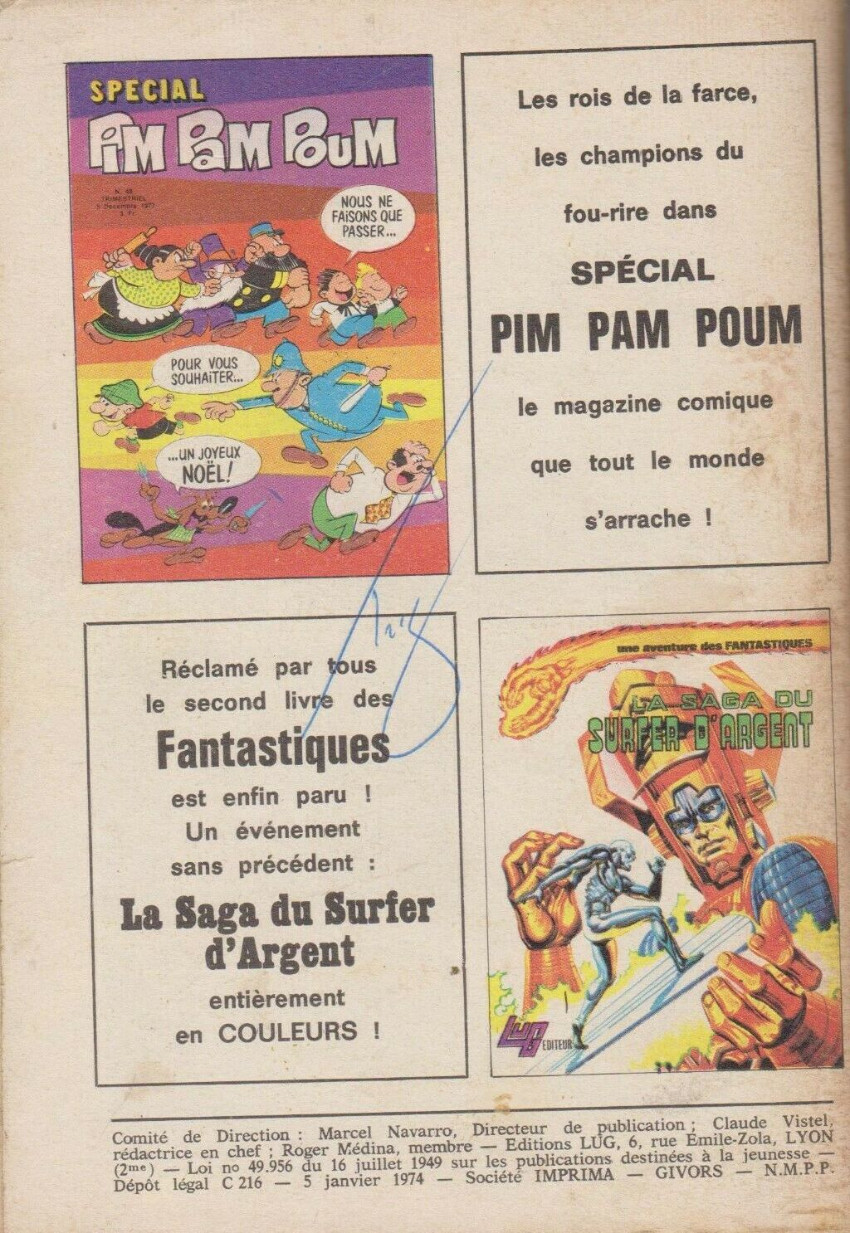 SPECIAL
PIM PAM POUM
TRIMESTRIEL
NOUS NE
FAISONS QUE
PASSER...
POUR VOUS
SOUHAITER...
...UN JOYEUX
NOËL!
Les rois de la farce,
les champions du
fou-rire dans
SPÉCIAL
PIM PAM POUM
le magazine comique
que tout le monde
s'arrache !
Réclamé par tous
le second livre des
Fantastiques
est enfin paru !
Un événement
sans précédent :
La Saga du Surfer
d'Argent
entièrement
en COULEURS !
une aventure des FANTASTIQUES
LA SAGA DU
SURFER D'ARGENT
LUG EDITEUR
Comité de Direction : Marcel Navarro, Directeur de publication ; Claude Vistel,
rédactrice en chef ; Roger Médina, membre — Editions LUG, 6, rue Émile-Zola, LYON
(2me) — Loi no 49.956 du 16 juillet 1949 sur les publications destinées à la jeunesse —
Dépôt légal C 216 — 5 janvier 1974 — Société IMPRIMA — GIVORS — N.M.P.P.